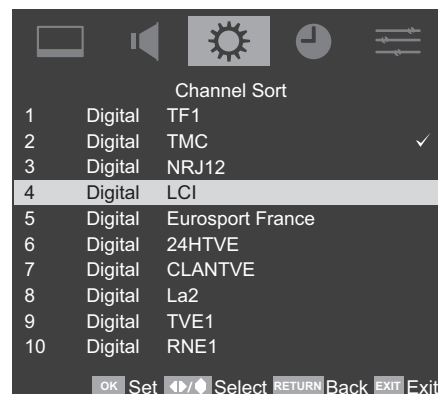 Channel Sort
1 Digital TF1
2 Digital TMC
3 Digital NRJ12
4 Digital LCI
5 Digital Eurosport France
6 Digital 24HTVE
7 Digital CLANTVE
8 Digital La2
9 Digital TVE1
10 Digital RNE1
OK Set / Select RETURN Back EXIT Exit